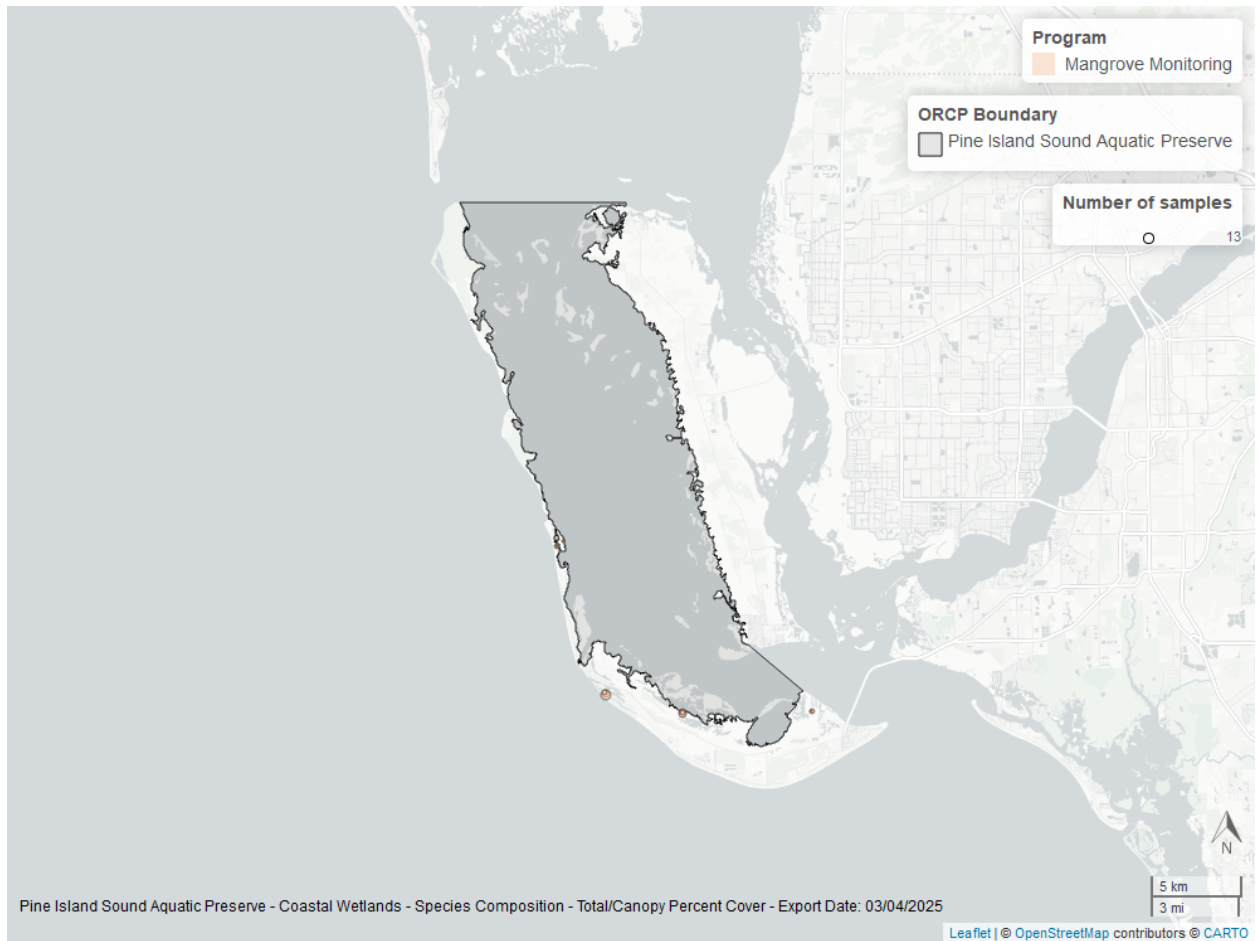 Program
Mangrove Monitoring
ORCP Boundary
Pine Island Sound Aquatic Preserve
Number of samples
13
N
5 km
3 mi
Pine Island Sound Aquatic Preserve - Coastal Wetlands - Species Composition - Total/Canopy Percent Cover - Export Date: 03/04/2025
Leaflet | © OpenStreetMap contributors © CARTO